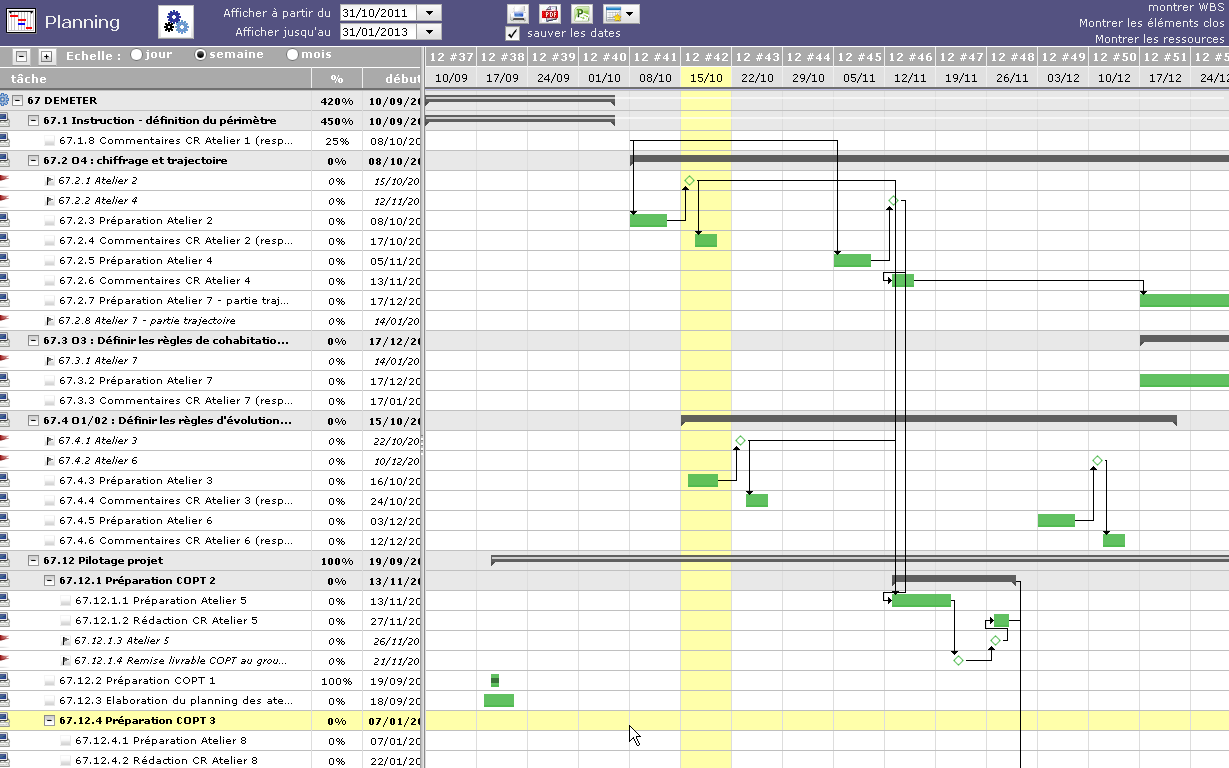 Planning
Afficher à partir du 31/10/2011
Afficher jusqu'au 31/01/2013
sauver les dates
montrer WBS
Montrer les éléments clos
Montrer les ressources
Echelle : jour semaine mois
12 #37 12 #38 12 #39 12 #40 12 #41 12 #42 12 #43 12 #44 12 #45 12 #46 12 #47 12 #48 12 #49 12 #50 12 #51 12 #5
tâche % début
10/09 17/09 24/09 01/10 08/10 15/10 22/10 29/10 05/11 12/11 19/11 26/11 03/12 10/12 17/12 24/12
67 DEMETER 420% 10/09/20
67.1 Instruction - définition du périmètre 450% 10/09/20
67.1.8 Commentaires CR Atelier 1 (resp... 25% 08/10/20
67.2 O4 : chiffrage et trajectoire 0% 08/10/20
67.2.1 Atelier 2 0% 15/10/20
67.2.2 Atelier 4 0% 12/11/20
67.2.3 Préparation Atelier 2 0% 08/10/20
67.2.4 Commentaires CR Atelier 2 (resp... 0% 17/10/20
67.2.5 Préparation Atelier 4 0% 05/11/20
67.2.6 Commentaires CR Atelier 4 0% 13/11/20
67.2.7 Préparation Atelier 7 - partie traj... 0% 17/12/20
67.2.8 Atelier 7 - partie trajectoire 0% 14/01/20
67.3 O3 : Définir les règles de cohabitatio... 0% 17/12/20
67.3.1 Atelier 7 0% 14/01/20
67.3.2 Préparation Atelier 7 0% 17/12/20
67.3.3 Commentaires CR Atelier 7 (resp... 0% 17/01/20
67.4 O1/02 : Définir les règles d'évolution... 0% 15/10/20
67.4.1 Atelier 3 0% 22/10/20
67.4.2 Atelier 6 0% 10/12/20
67.4.3 Préparation Atelier 3 0% 16/10/20
67.4.4 Commentaires CR Atelier 3 (resp... 0% 24/10/20
67.4.5 Préparation Atelier 6 0% 03/12/20
67.4.6 Commentaires CR Atelier 6 (resp... 0% 12/12/20
67.12 Pilotage projet 100% 19/09/20
67.12.1 Préparation COPT 2 0% 13/11/20
67.12.1.1 Préparation Atelier 5 0% 13/11/20
67.12.1.2 Rédaction CR Atelier 5 0% 27/11/20
67.12.1.3 Atelier 5 0% 26/11/20
67.12.1.4 Remise livrable COPT au grou... 0% 21/11/20
67.12.2 Préparation COPT 1 100% 19/09/20
67.12.3 Elaboration du planning des ate... 0% 18/09/20
67.12.4 Préparation COPT 3 0% 07/01/20
67.12.4.1 Préparation Atelier 8 0% 07/01/20
67.12.4.2 Rédaction CR Atelier 8 0% 22/01/20